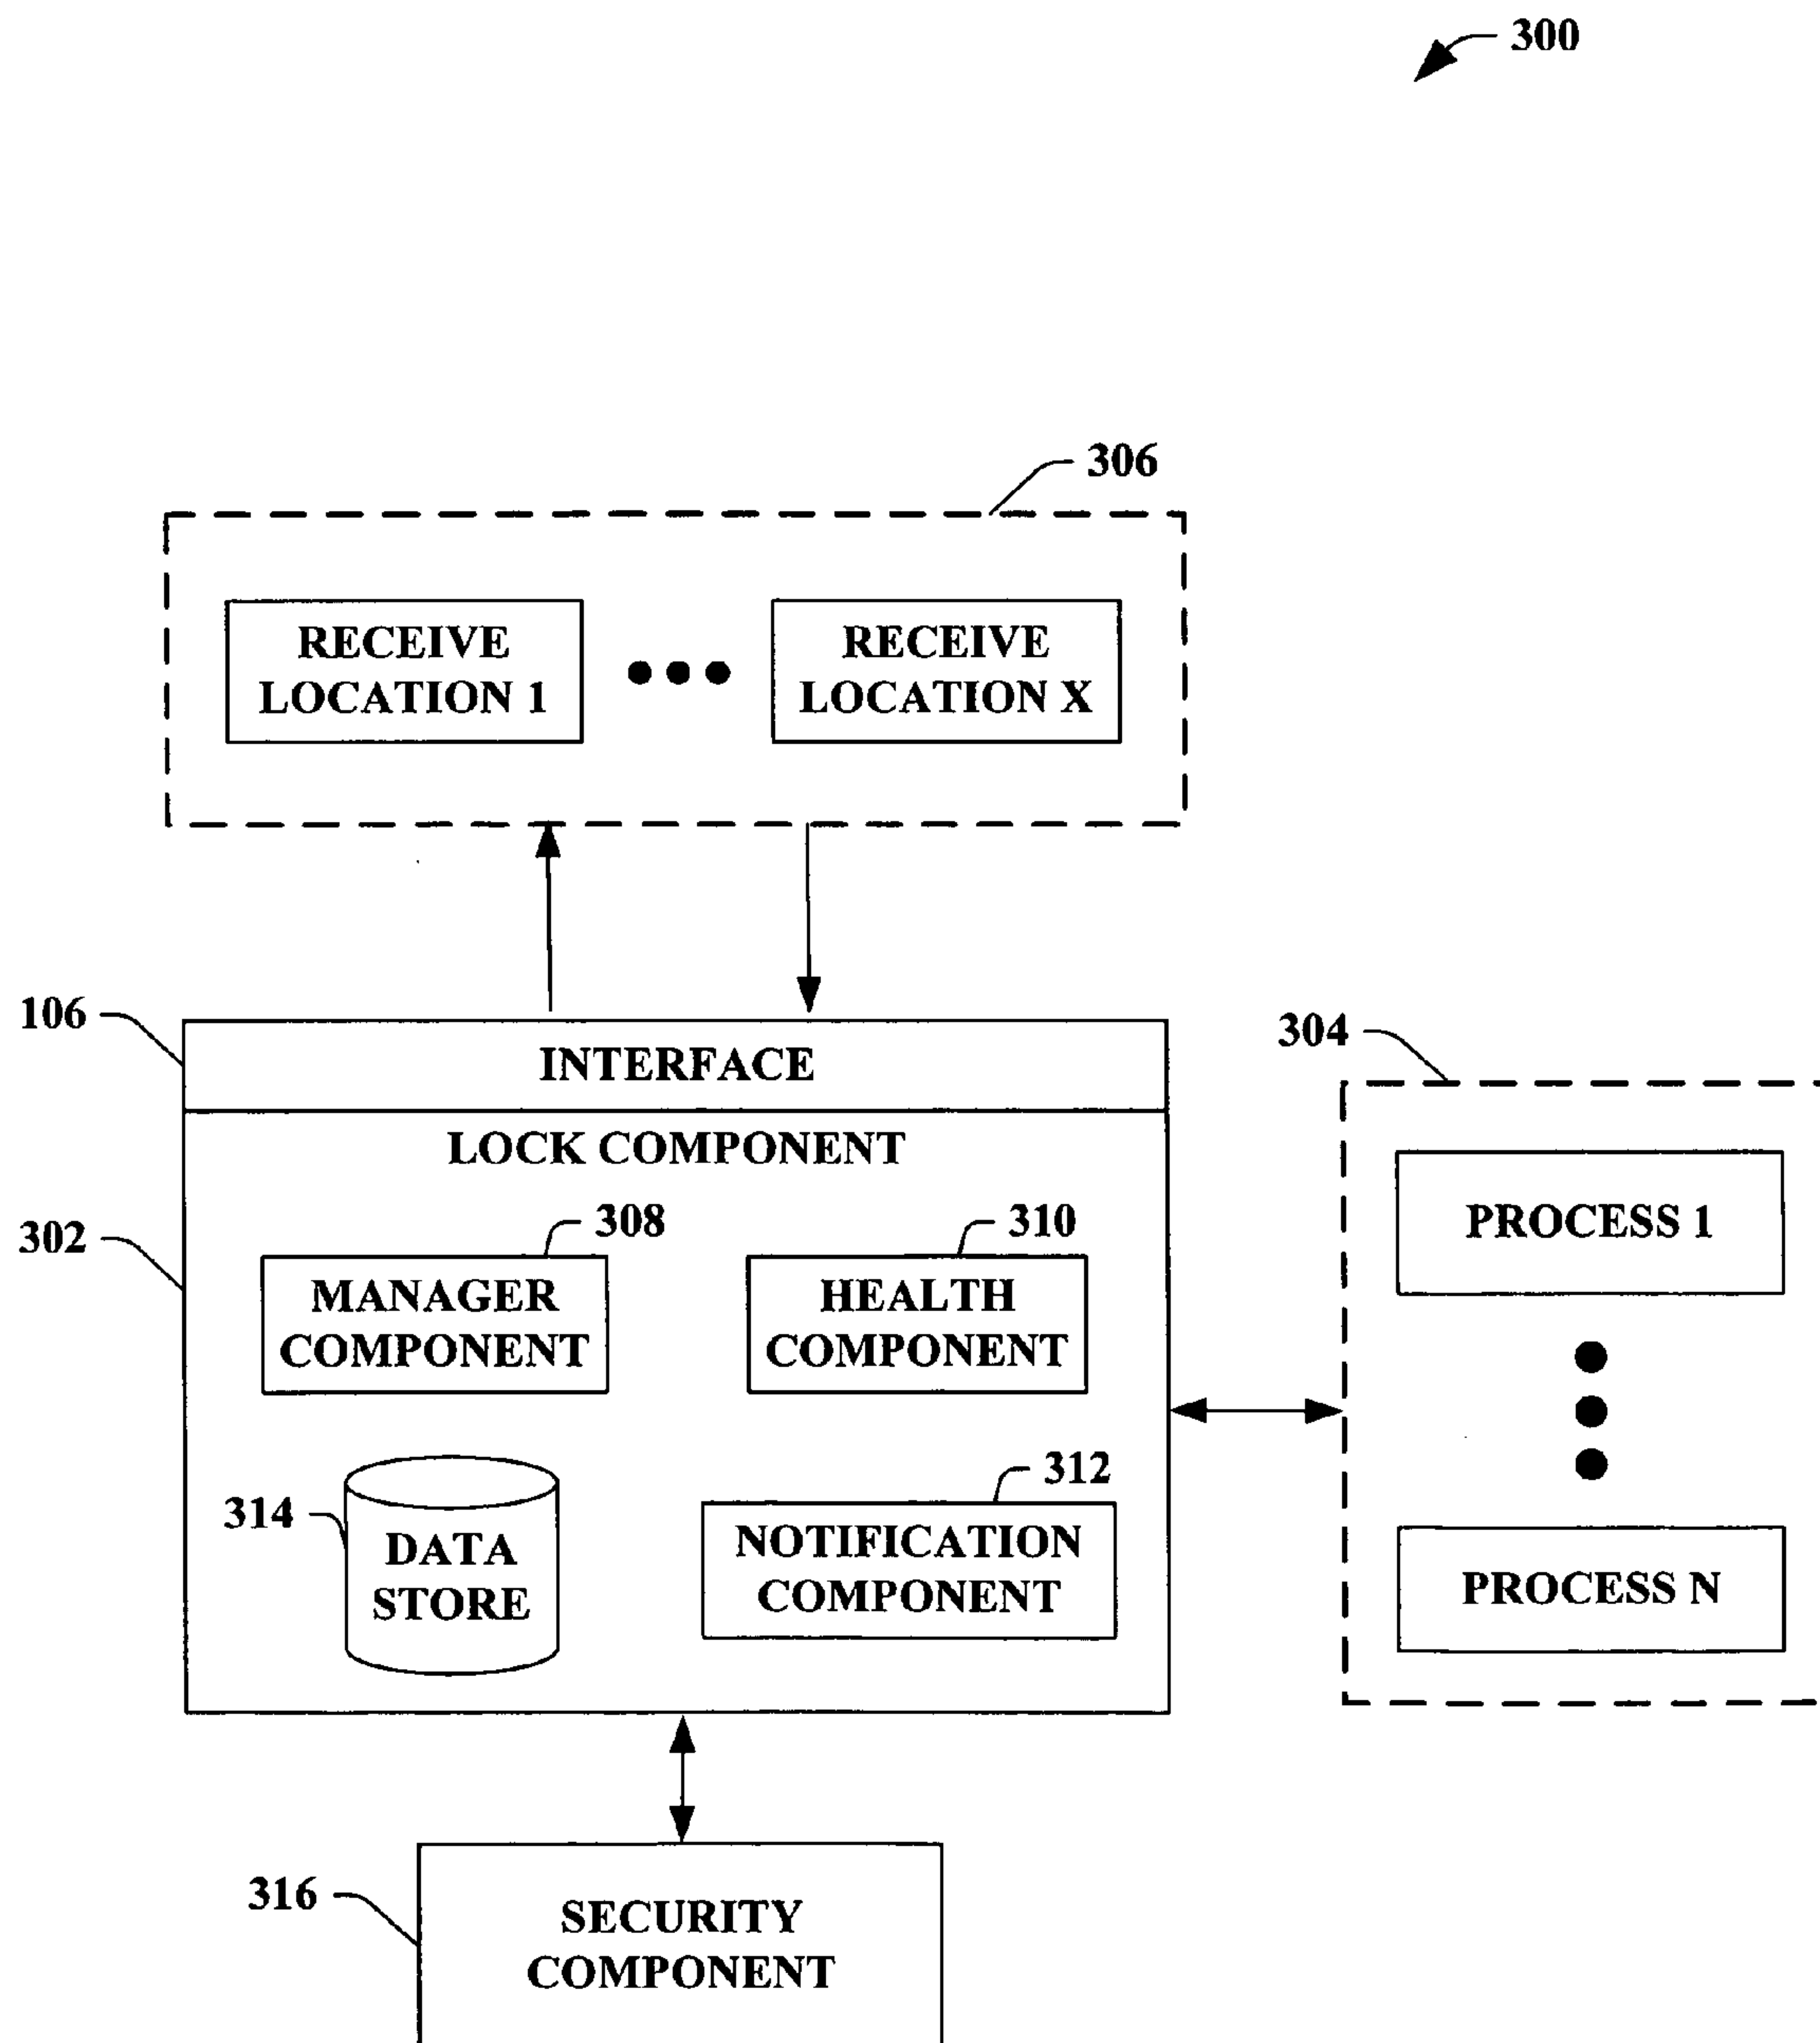 300
306
RECEIVE
LOCATION 1
RECEIVE
LOCATION X
106
INTERFACE
304
LOCK COMPONENT
302
308
310
MANAGER
COMPONENT
HEALTH
COMPONENT
PROCESS 1
314
312
DATA
STORE
NOTIFICATION
COMPONENT
PROCESS N
316
SECURITY
COMPONENT